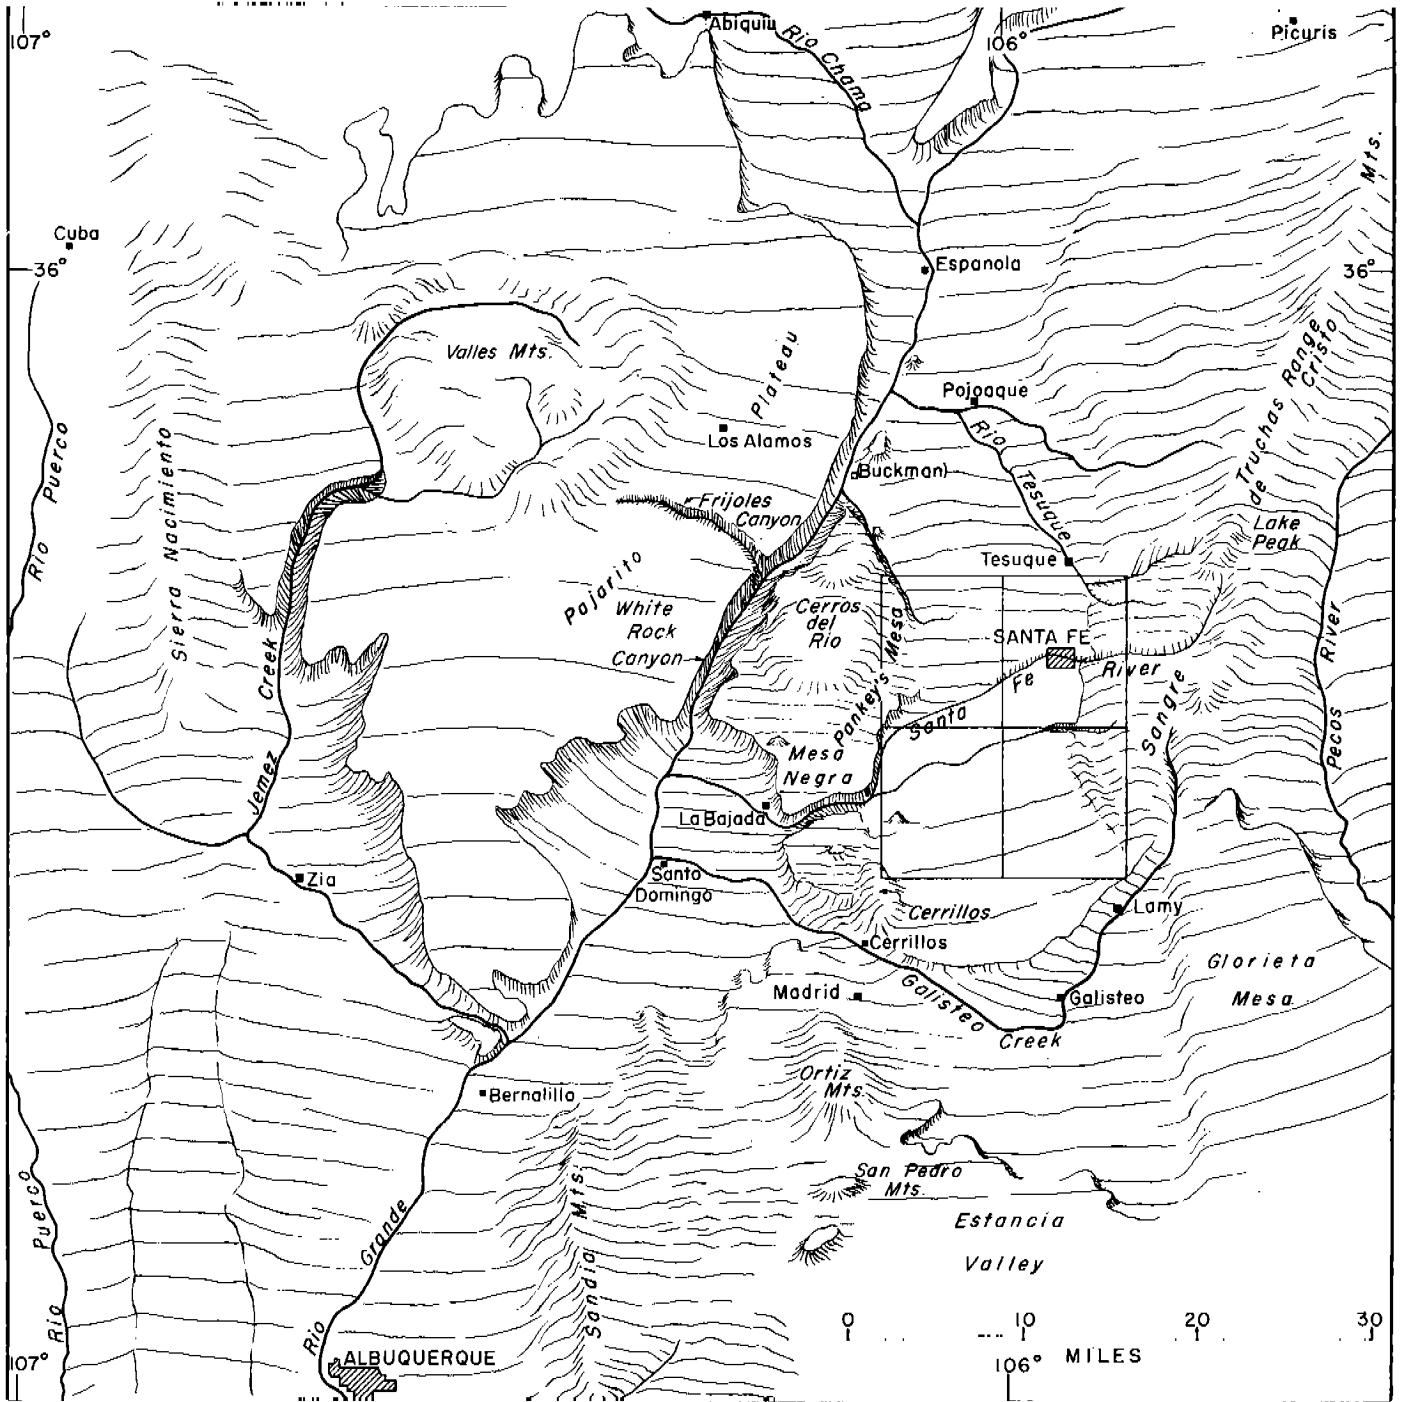 107°
Abiquiu
Rio Chama
106°
Picuris
Mts.
Cuba
36°
Espanola
36°
Valles Mts.
Plateau
Truchas Range
de Cristo
Pojoaque
Los Alamos
Rio Tesuque
(Buckman)
Rio Puerco
Sierra Nacimiento
Frijoles
Canyon
Lake
Peak
Tesuque
Pajarito
White
Rock
Canyon
Cerros
del
Rio
Pankey's Mesa
SANTA FE
Santa Fe River
Sangre
Pecos River
Jemez Creek
Mesa
Negra
La Bajada
Zia
Santo
Domingo
Cerrillos
Lamy
Cerrillos
Glorieta
Mesa
Madrid
Galisteo
Galisteo Creek
Ortiz
Mts.
Bernalillo
San Pedro
Mts.
Rio Puerco
Sandia Mts.
Estancia
Valley
Rio Grande
0 10 20 30
MILES
107°
ALBUQUERQUE
106°